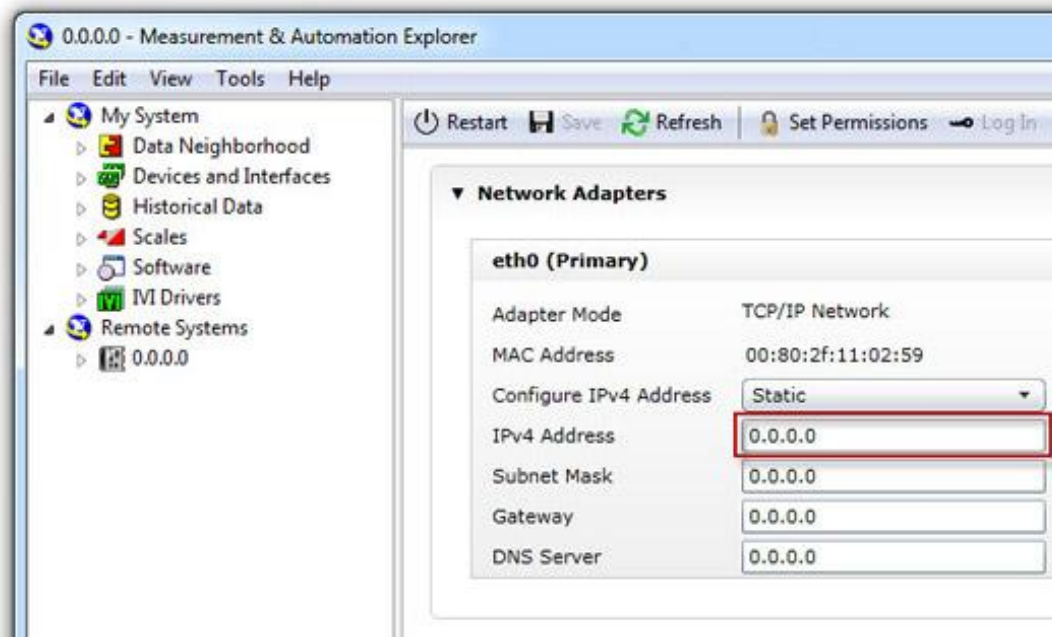 0.0.0.0 - Measurement & Automation Explorer
File Edit View Tools Help
My System
Data Neighborhood
Devices and Interfaces
Historical Data
Scales
Software
IVI Drivers
Remote Systems
0.0.0.0
Restart Save Refresh Set Permissions Log In
Network Adapters
eth0 (Primary)
Adapter Mode TCP/IP Network
MAC Address 00:80:2f:11:02:59
Configure IPv4 Address Static
IPv4 Address 0.0.0.0
Subnet Mask 0.0.0.0
Gateway 0.0.0.0
DNS Server 0.0.0.0